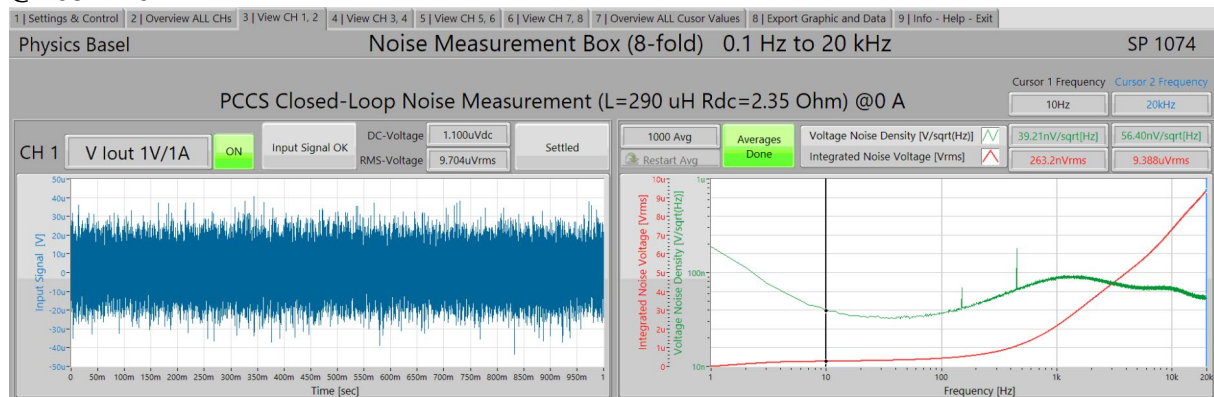 1 | Settings & Control 2 | Overview ALL CHs 3 | View CH 1, 2 4 | View CH 3, 4 5 | View CH 5, 6 6 | View CH 7, 8 7 | Overview ALL Cusor Values 8 | Export Graphic and Data 9 | Info - Help - Exit
Physics Basel Noise Measurement Box (8-fold) 0.1 Hz to 20 kHz SP 1074
Cursor 1 Frequency Cursor 2 Frequency
PCCS Closed-Loop Noise Measurement (L=290 uH Rdc=2.35 Ohm) @0 A
10Hz 20kHz
CH 1 V Iout 1V/1A ON Input Signal OK
DC-Voltage 1.100uVdc
RMS-Voltage 9.704uVrms
Settled
1000 Avg
Restart Avg
Averages
Done
Voltage Noise Density [V/sqrt(Hz)] 39.21nV/sqrt[Hz] 56.40nV/sqrt[Hz]
Integrated Noise Voltage [Vrms] 263.2nVrms 9.388uVrms
Input Signal [V]
50u
40u
30u
20u
10u
0
-10u
-20u
-30u
-40u
-50u
0 50m 100m 150m 200m 250m 300m 350m 400m 450m 500m 550m 600m 650m 700m 750m 800m 850m 900m 950m 1
Time [sec]
Integrated Noise Voltage [Vrms]
10u
9u
8u
7u
6u
5u
4u
3u
2u
1u
0
Voltage Noise Density [V/sqrt(Hz)]
1u
100n
10n
1 10 100 1k 10k 20k
Frequency [Hz]